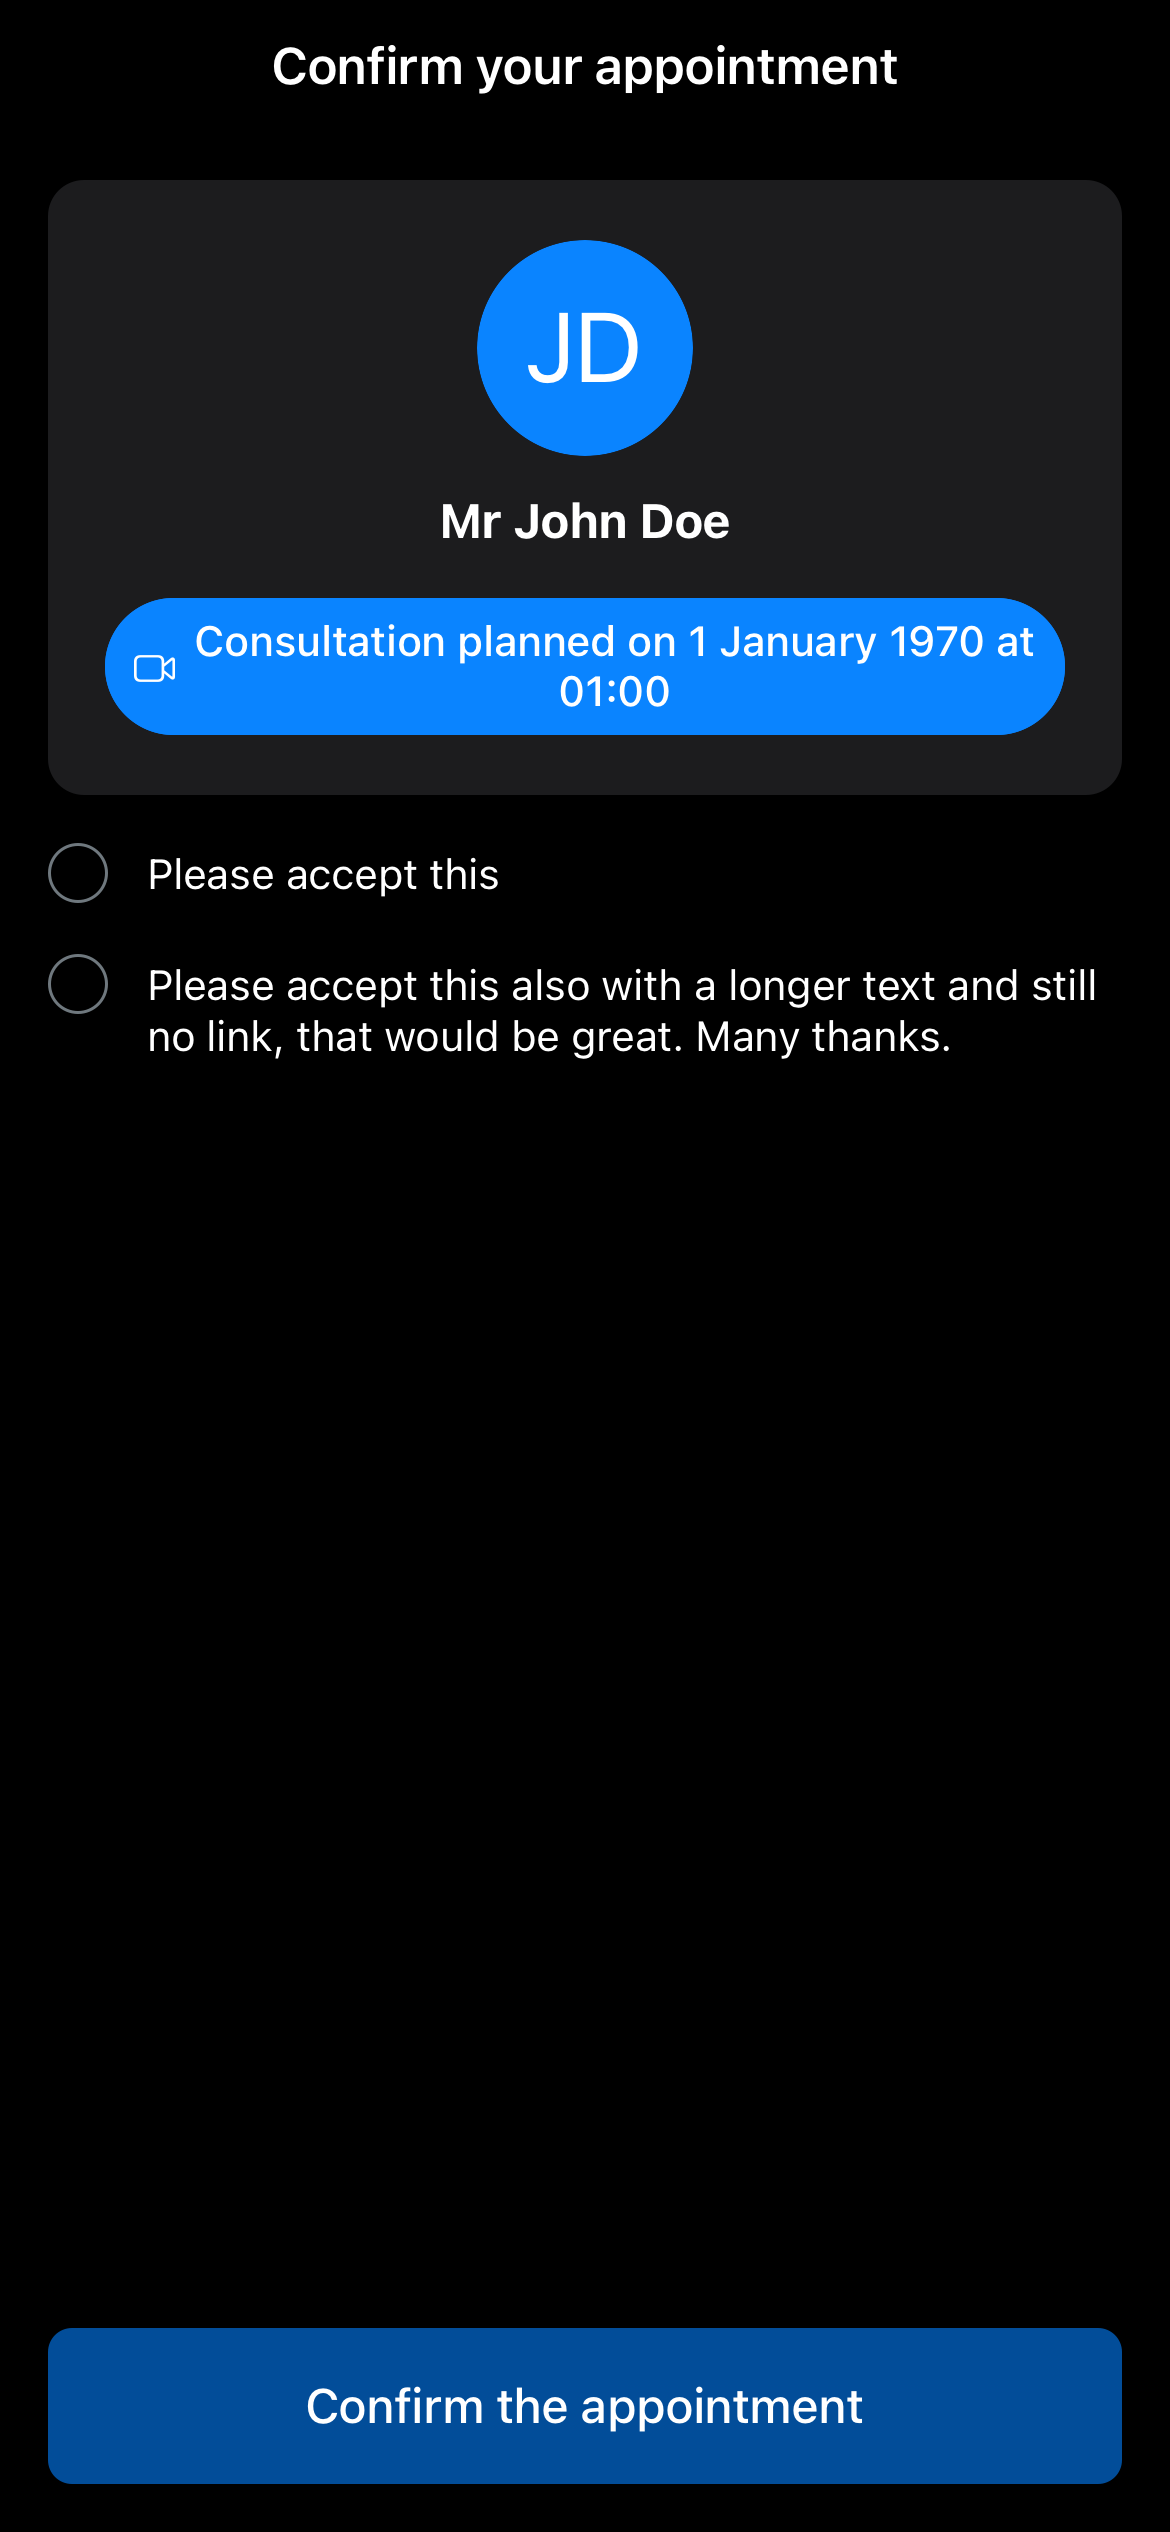 Confirm your appointment
JD
Mr John Doe
Consultation planned on 1 January 1970 at
01:00
Please accept this
Please accept this also with a longer text and still
no link, that would be great. Many thanks.
Confirm the appointment